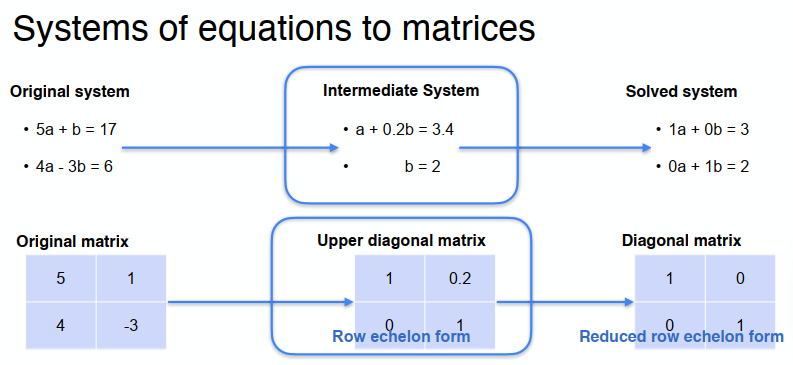 Systems of equations to matrices
Original system
Intermediate System
Solved system
• 5a + b = 17
• a + 0.2b = 3.4
• 1a + 0b = 3
• 4a - 3b = 6
• b = 2
• 0a + 1b = 2
Original matrix
Upper diagonal matrix
Diagonal matrix
5 1
1 0.2
1 0
4 -3
0 1
0 1
Row echelon form
Reduced row echelon form